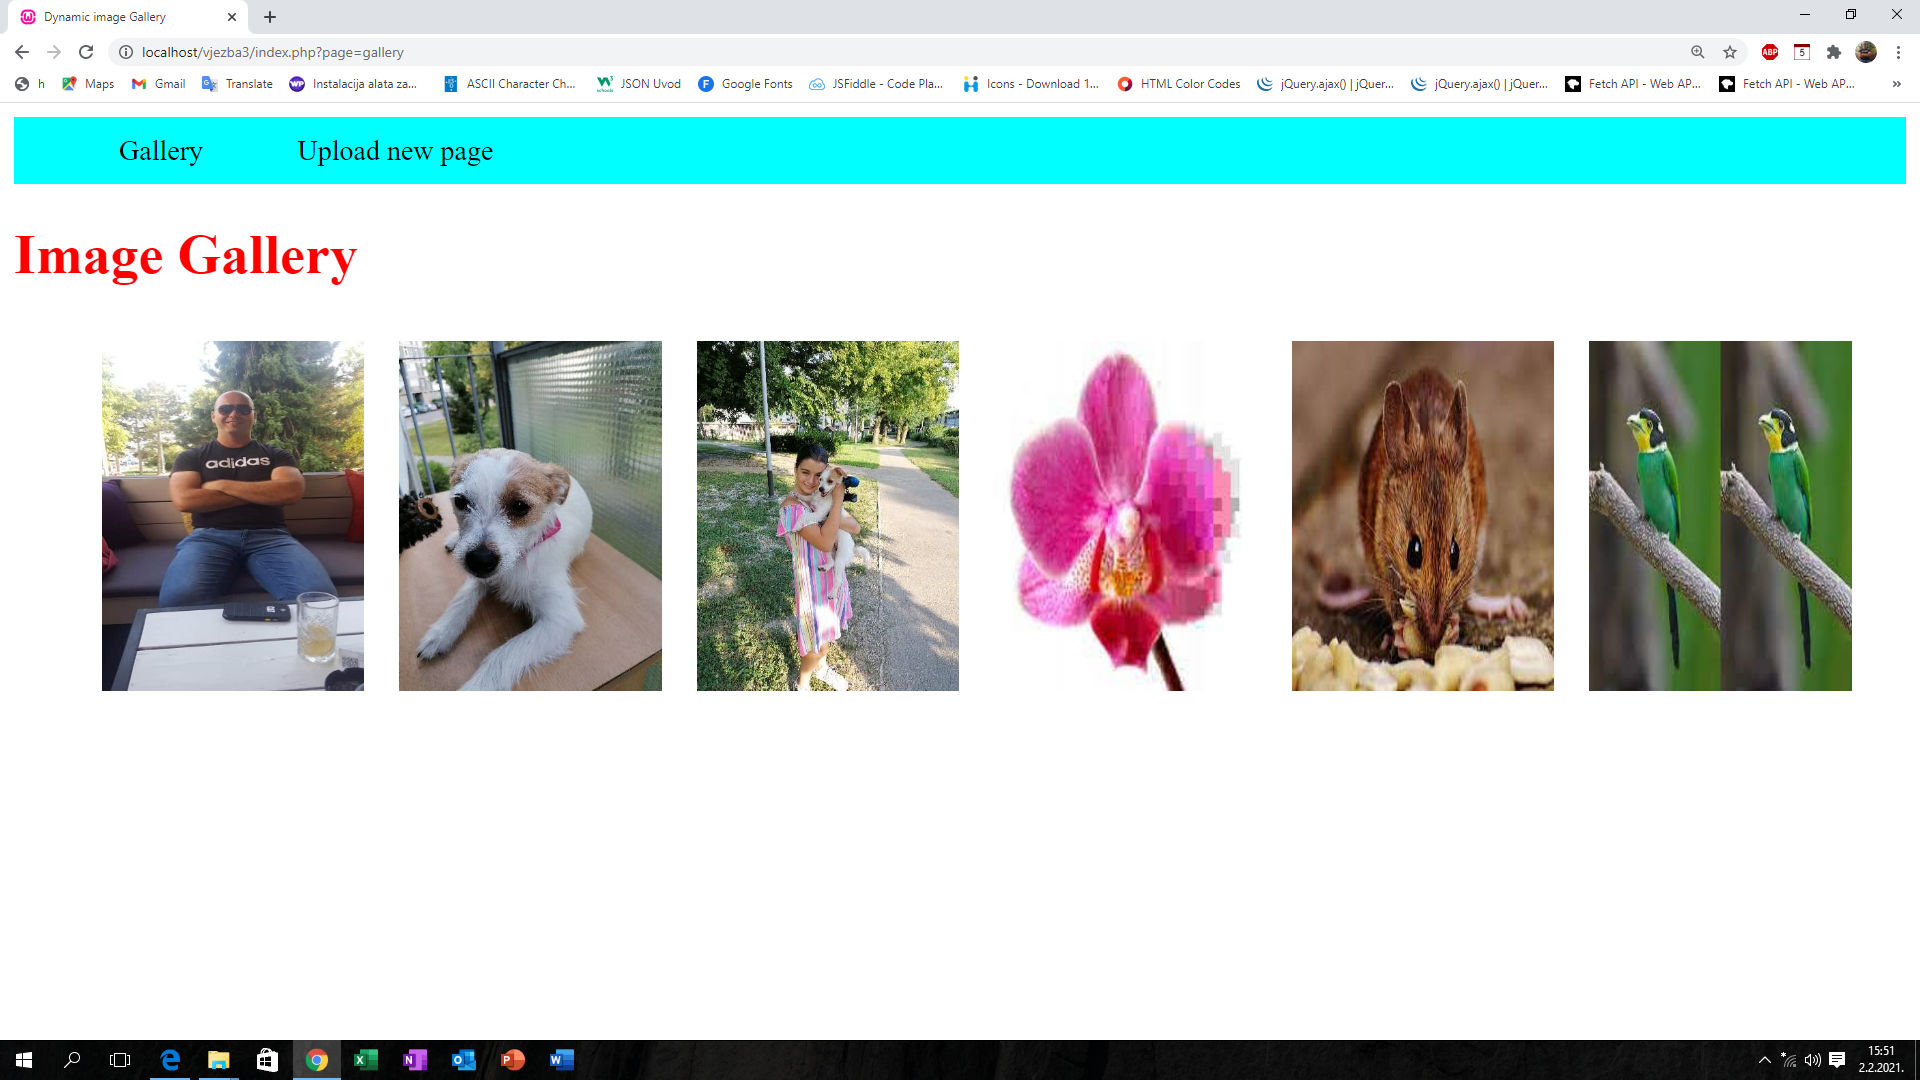 Dynamic image Gallery
localhost/vjezba3/index.php?page=gallery
ABP
5
h Maps Gmail Translate WP Instalacija alata za... ASCII Character Ch... JSON Uvod F Google Fonts JSFiddle - Code Pla... Icons - Download 1... HTML Color Codes jQuery.ajax() | jQuer... jQuery.ajax() | jQuer... Fetch API - Web AP... Fetch API - Web AP... »
Gallery Upload new page
Image Gallery
adidas
15:51
2.2.2021.